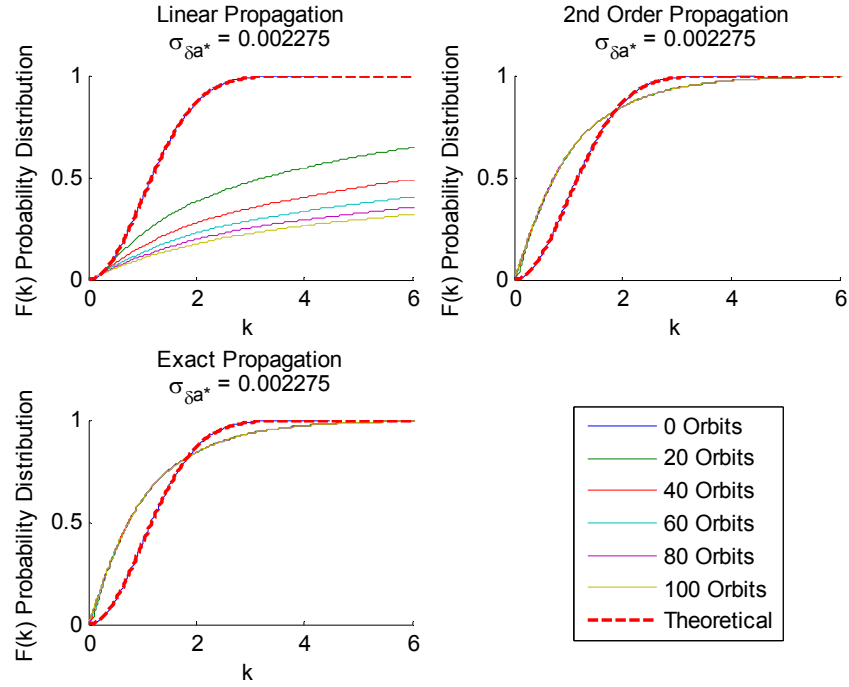 Linear Propagation
σδa* = 0.002275
F(k) Probability Distribution
1
0.5
0
0 2 4 6
k
2nd Order Propagation
σδa* = 0.002275
F(k) Probability Distribution
1
0.5
0
0 2 4 6
k
Exact Propagation
σδa* = 0.002275
F(k) Probability Distribution
1
0.5
0
0 2 4 6
k
0 Orbits
20 Orbits
40 Orbits
60 Orbits
80 Orbits
100 Orbits
Theoretical